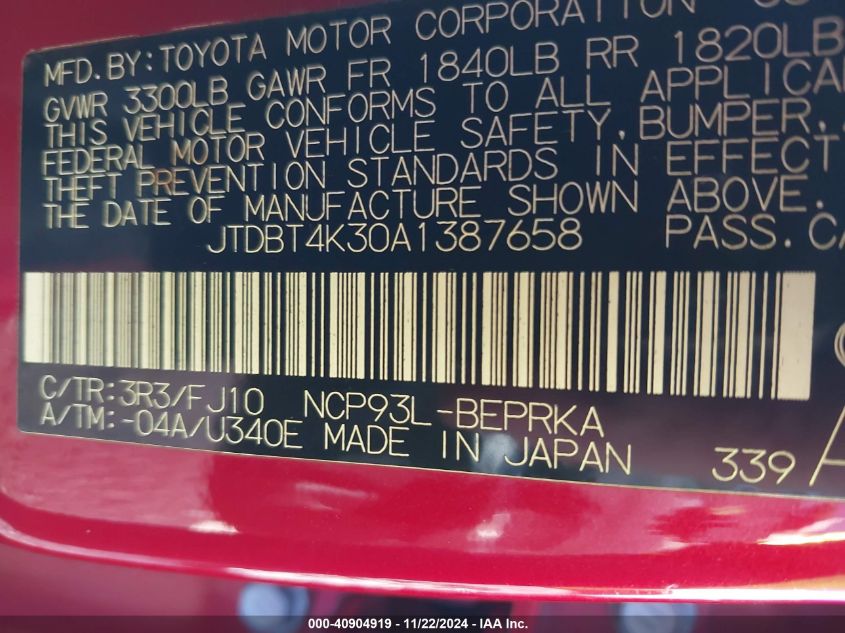 MFD. BY: TOYOTA MOTOR CORPORATION
GVWR 3300LB GAWR FR 1840LB RR 1820LB
THIS VEHICLE CONFORMS TO ALL APPLICA
FEDERAL MOTOR VEHICLE SAFETY, BUMPER,
THEFT PREVENTION STANDARDS IN EFFECT
THE DATE OF MANUFACTURE SHOWN ABOVE.
JTDBT4K30A1387658 PASS. CA
C/TR: 3R3/FJ10 NCP93L-BEPRKA
A/TM: -04A/U340E MADE IN JAPAN 339
000-40904919 - 11/22/2024 - IAA Inc.